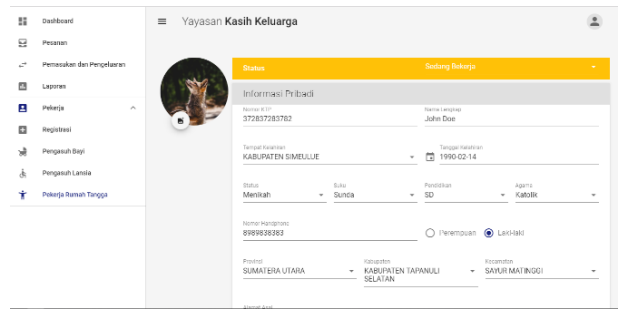 Dashboard
Yayasan Kasih Keluarga
Pesanan
Pemasukan dan Pengeluaran
Laporan
Pekerja
Registrasi
Pengasuh Bayi
Pengasuh Lansia
Pekerja Rumah Tangga
Status
Sedang Bekerja
Informasi Pribadi
Nomor KTP
Nama Lengkap
372837283782
John Doe
Tempat Kelahiran
Tanggal Kelahiran
KABUPATEN SIMEULUE
1990-02-14
Status
Suku
Pendidikan
Agama
Menikah
Sunda
SD
Katolik
Nomor Handphone
8989838383
Perempuan
Laki-laki
Provinsi
Kabupaten
Kecamatan
SUMATERA UTARA
KABUPATEN TAPANULI
SELATAN
SAYUR MATINGGI
Alamat Asal